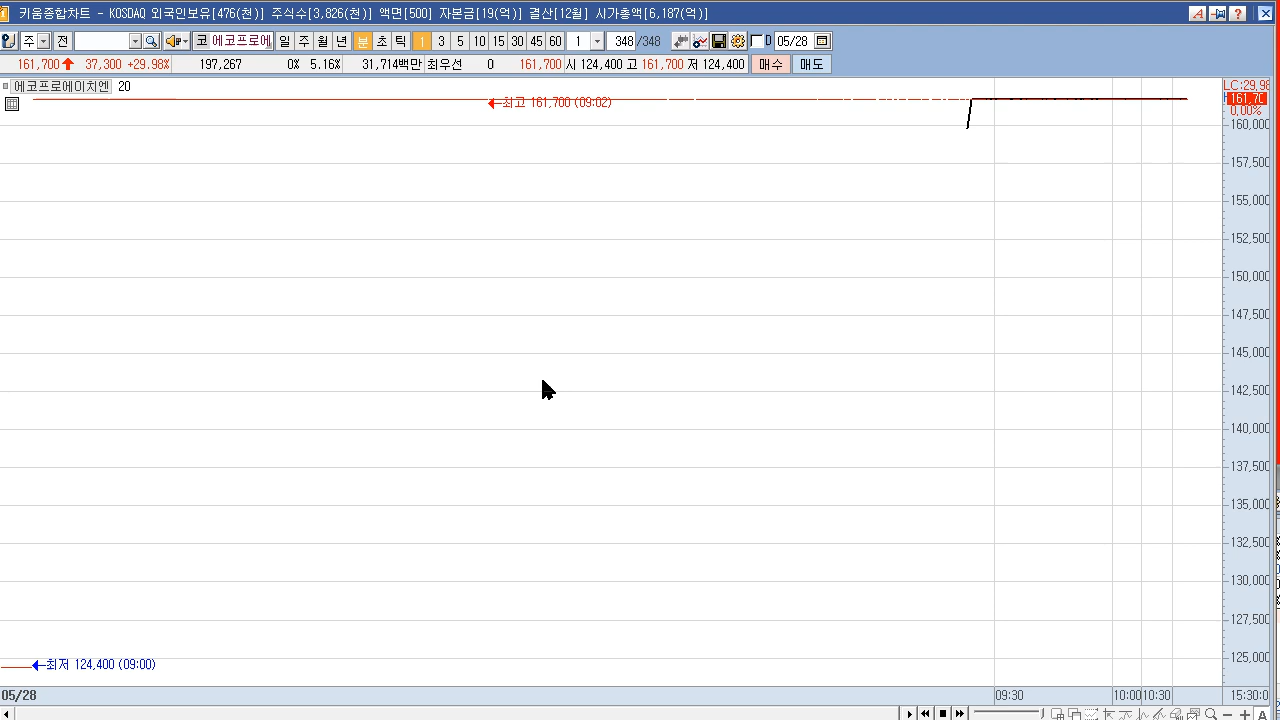 키움종합차트 - KOSDAQ 외국인보유[476(천)] 주식수[3,826(천)] 액면[500] 자본금[19(억)] 결산[12월] 시가총액[6,187(억)]
주 전 코 에코프로에 일 주 월 년 분 초 틱 1 3 5 10 15 30 45 60 1 348 /348 D 05/28
161,700 37,300 +29.98% 197,267 0% 5.16% 31,714백만 최우선 0 161,700 시 124,400 고 161,700 저 124,400 매수 매도
에코프로에이치엔 20
LC:29,98
최고 161,700 (09:02)
161,70
0,00%
160,000
157,500
155,000
152,500
150,000
147,500
145,000
142,500
140,000
137,500
135,000
132,500
130,000
127,500
125,000
최저 124,400 (09:00)
05/28 09:30 10:00 10:30 15:30:0
A